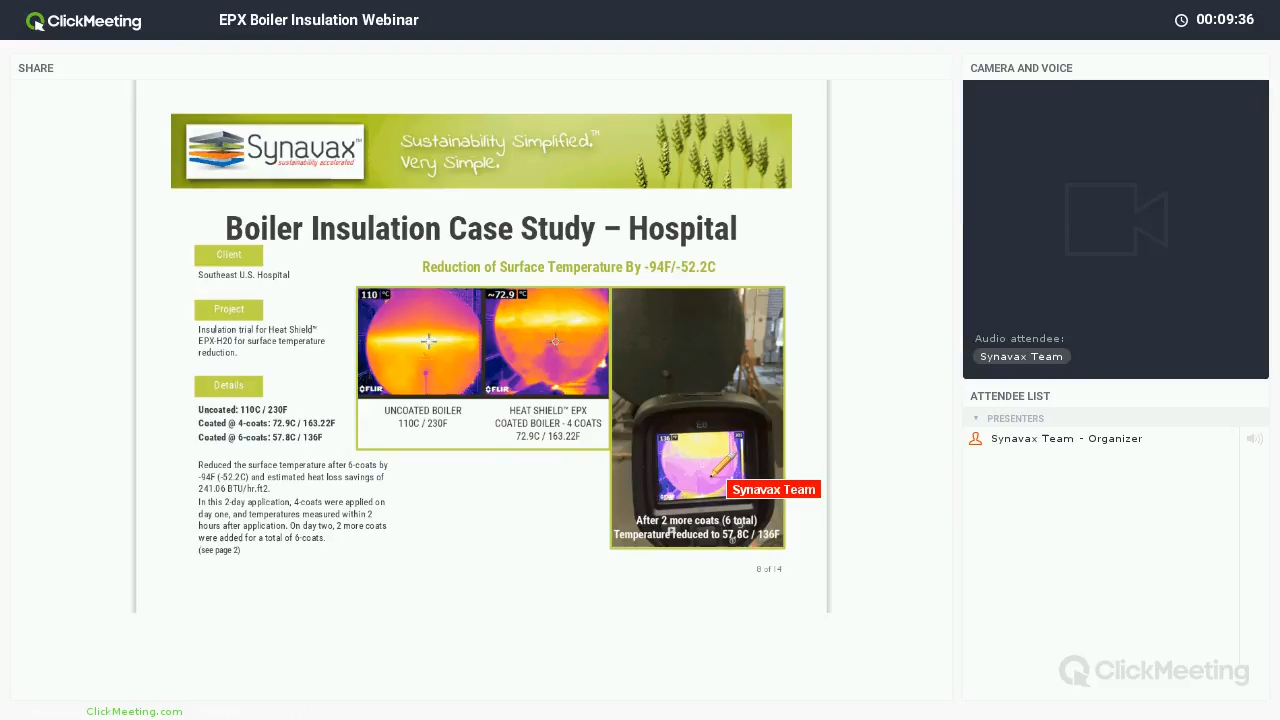 ClickMeeting
EPX Boiler Insulation Webinar
00:09:36
SHARE
Synavax™
sustainability accelerated
Sustainability Simplified.™
Very Simple.
Boiler Insulation Case Study – Hospital
Client
Southeast U.S. Hospital
Project
Insulation trial for Heat Shield™
EPX-H20 for surface temperature
reduction.
Details
Uncoated: 110C / 230F
Coated @ 4-coats: 72.9C / 163.22F
Coated @ 6-coats: 57.8C / 136F
Reduced the surface temperature after 6-coats by
-94F (-52.2C) and estimated heat loss savings of
241.06 BTU/hr.ft2.
In this 2-day application, 4-coats were applied on
day one, and temperatures measured within 2
hours after application. On day two, 2 more coats
were added for a total of 6-coats.
(see page 2)
Reduction of Surface Temperature By -94F/-52.2C
110 °C
~72.9 °C
FLIR
FLIR
UNCOATED BOILER
110C / 230F
HEAT SHIELD™ EPX
COATED BOILER - 4 COATS
72.9C / 163.22F
E8
136
Synavax Team
After 2 more coats (6 total)
Temperature reduced to 57.8C / 136F
8 of 14
CAMERA AND VOICE
Audio attendee:
Synavax Team
ATTENDEE LIST
PRESENTERS
Synavax Team - Organizer
ClickMeeting
ClickMeeting.com